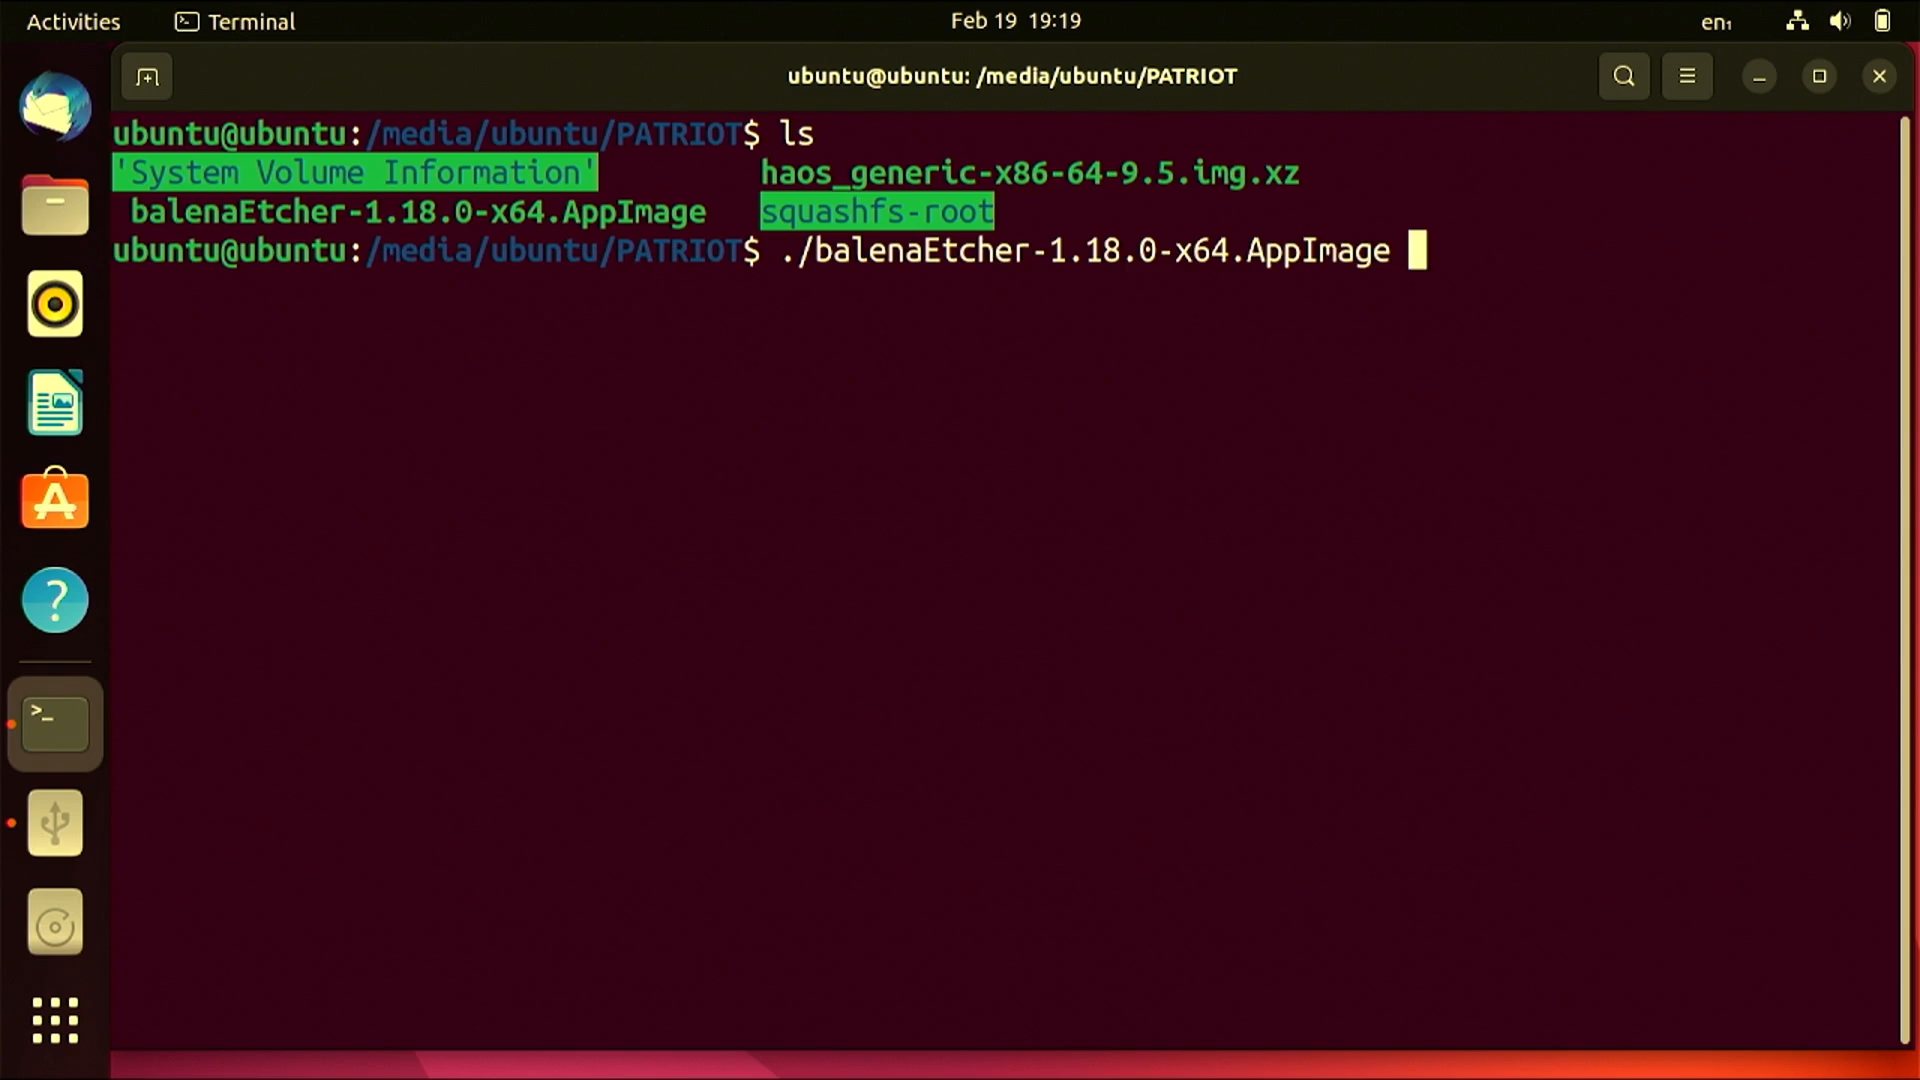 Activities Terminal Feb 19 19:19 en₁
ubuntu@ubuntu: /media/ubuntu/PATRIOT
ubuntu@ubuntu:/media/ubuntu/PATRIOT$ ls
'System Volume Information' haos_generic-x86-64-9.5.img.xz
balenaEtcher-1.18.0-x64.AppImage squashfs-root
ubuntu@ubuntu:/media/ubuntu/PATRIOT$ ./balenaEtcher-1.18.0-x64.AppImage